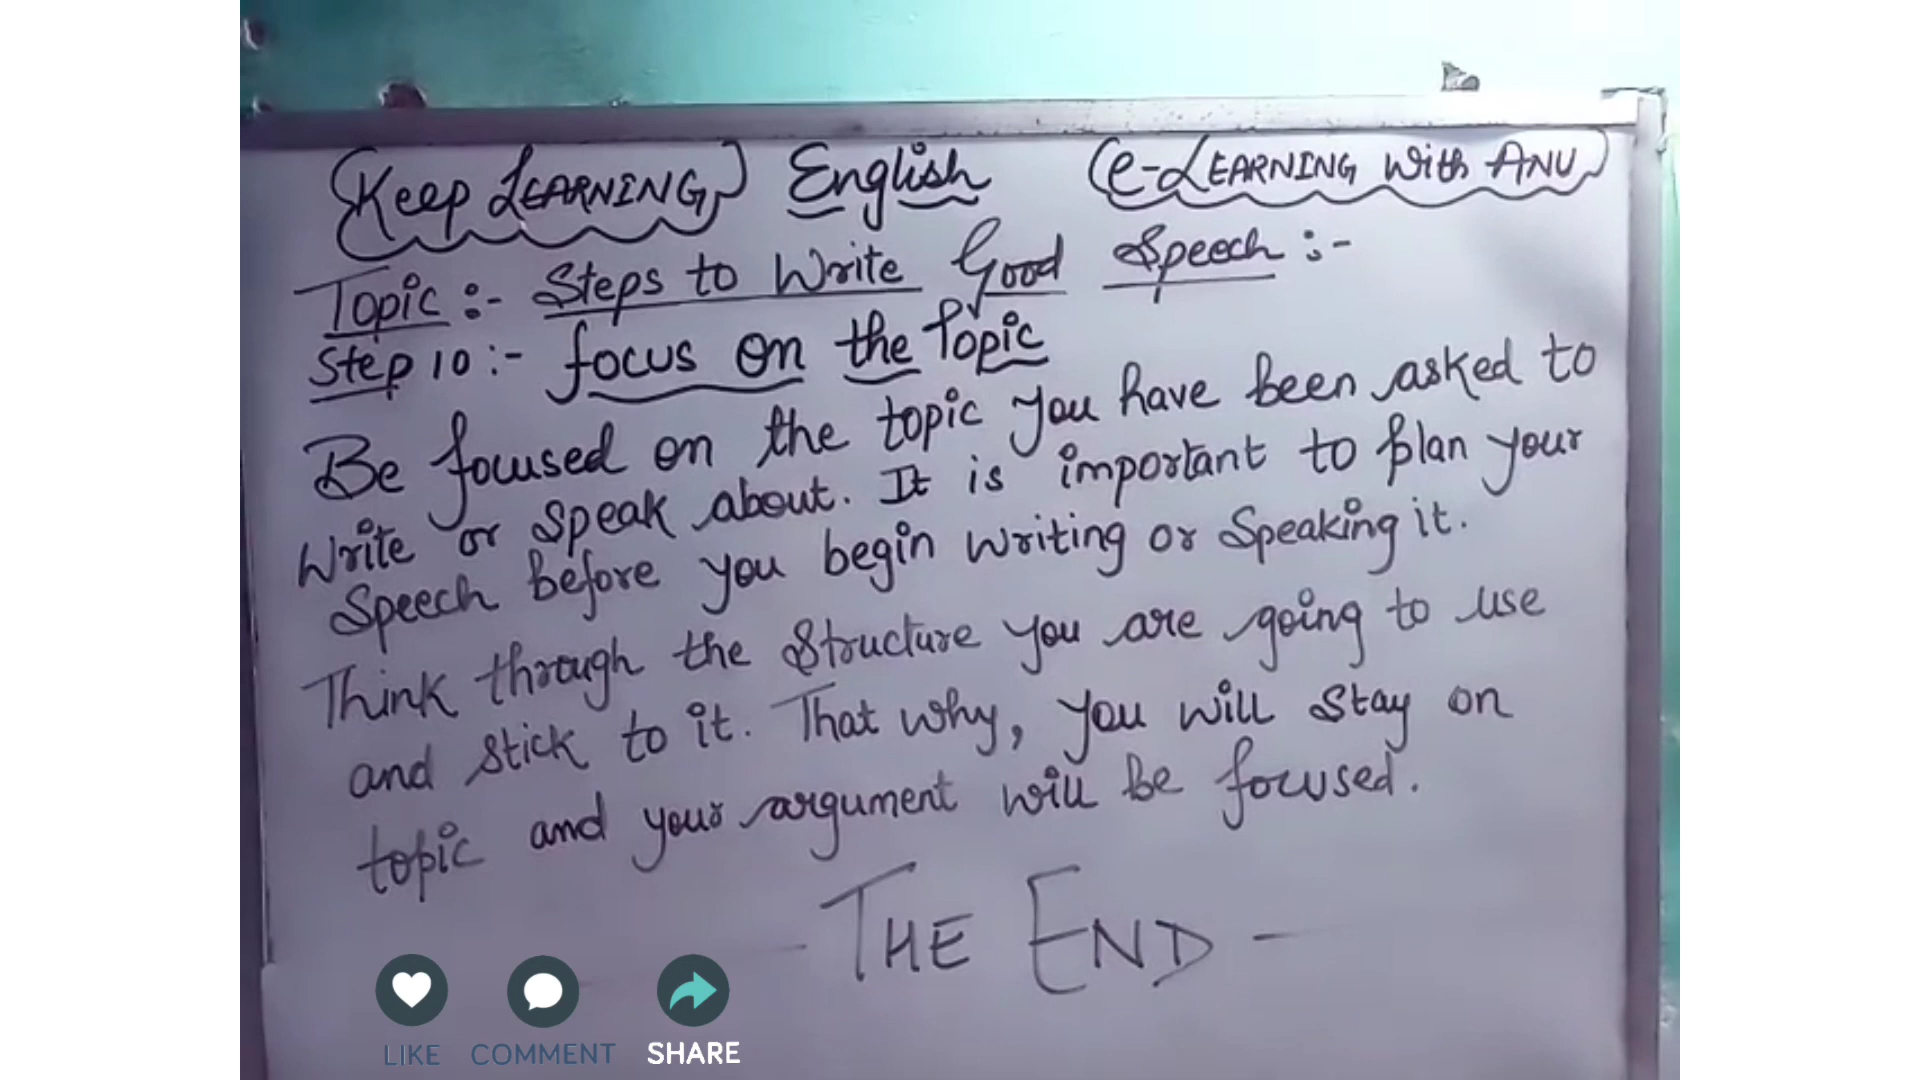 Keep LEARNING English (e-LEARNING With ANU)
Topic :- Steps to Write Good Speech :-
Step 10 :- focus on the Topic
Be focused on the topic you have been asked to
Write or Speak about. It is important to plan your
Speech before you begin writing or Speaking it.
Think through the Structure you are going to use
and stick to it. That why, you will stay on
topic and your argument will be focused.
- THE END -
LIKE COMMENT SHARE